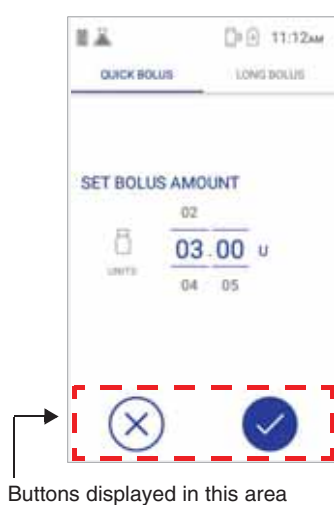 11:12AM
QUICK BOLUS LONG BOLUS
SET BOLUS AMOUNT
02
03.00 U
UNITS
04 05
Buttons displayed in this area